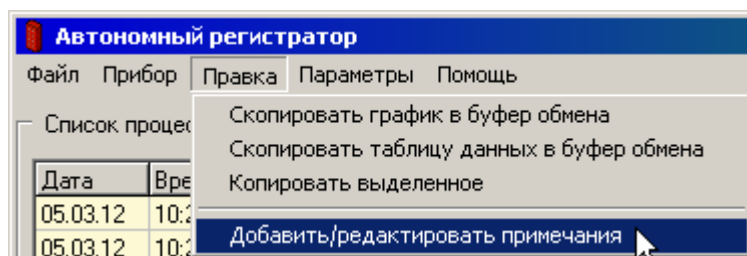 Автономный регистратор
Файл Прибор Правка Параметры Помощь
Скопировать график в буфер обмена
Список
Скопировать таблицу данных в буфер обмена
Дата
Копировать выделенное
05.03.12
Добавить/редактировать примечания
05.03.12